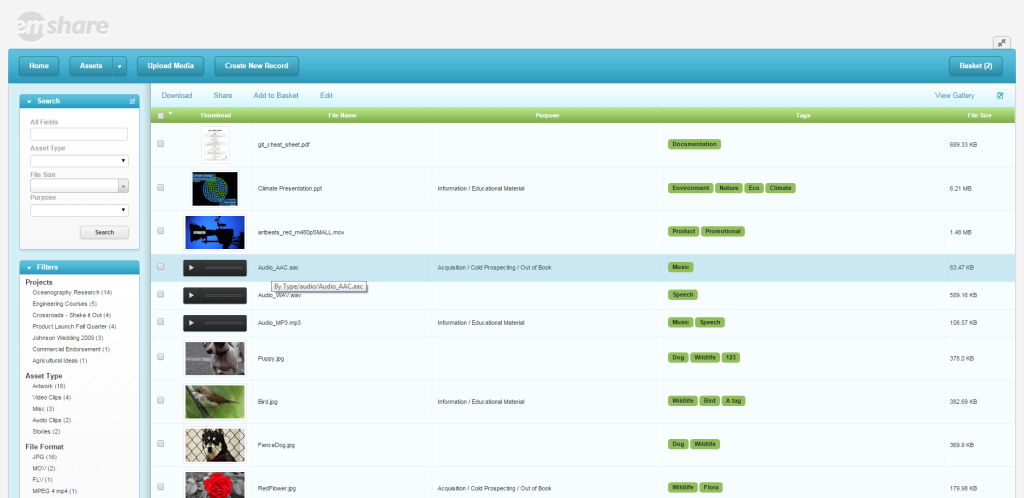 emshare
Home Assets Upload Media Create New Record Basket (2)
Search
All Fields
Asset Type
File Size
Purpose
Search
Filters
Projects
Oceanography Research (14)
Engineering Courses (5)
Crossroads - Shake it Out (4)
Product Launch Fall Quarter (4)
Johnson Wedding 2009 (3)
Commercial Endorsement (1)
Agricultural Ideas (1)
Asset Type
Artwork (16)
Video Clips (4)
Misc (3)
Audio Clips (2)
Stories (2)
File Format
JPG (16)
MOV (2)
FLV (1)
MPEG 4 mp4 (1)
Download Share Add to Basket Edit View Gallery
Thumbnail File Name Purpose Tags File Size
git_cheat_sheet.pdf Documentation 689.33 KB
Climate Presentation.ppt Information / Educational Material Environment Nature Eco Climate 6.21 MB
artbeats_red_m480pSMALL.mov Product Promotional 1.46 MB
Audio_AAC.aac Acquisition / Cold Prospecting / Out of Book Music 63.47 KB
By Type/audio/Audio_AAC.aac
Audio_WAV.wav Speech 589.16 KB
Audio_MP3.mp3 Information / Educational Material Music Speech 106.57 KB
Puppy.jpg Dog Wildlife 123 378.0 KB
Bird.jpg Information / Educational Material Wildlife Bird A tag 382.69 KB
FenceDog.jpg Dog Wildlife 369.9 KB
RedFlower.jpg Acquisition / Cold Prospecting / Out of Book Wildlife Flora 179.96 KB